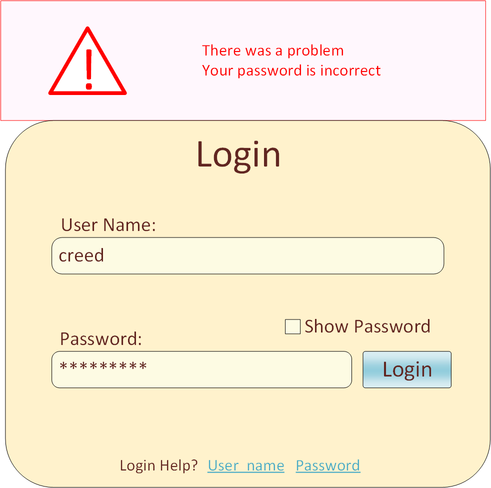 There was a problem
Your password is incorrect
Login
User Name:
creed
Show Password
Password:
*********
Login
Login Help? User name Password